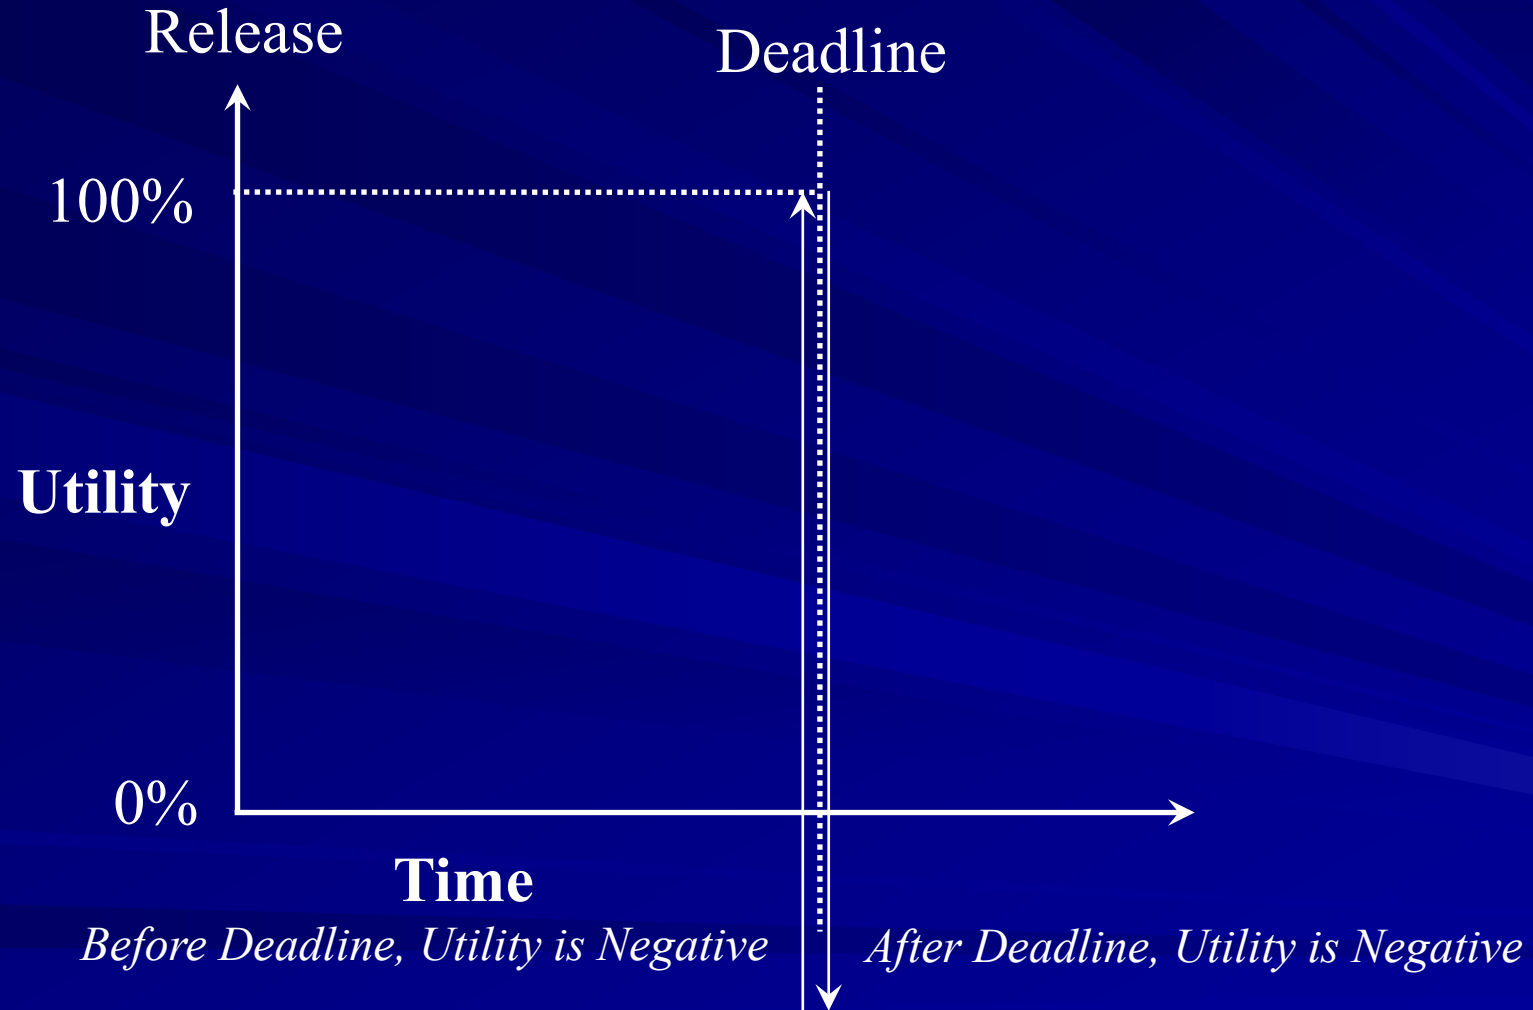 Release
Deadline
100%
Utility
0%
Time
Before Deadline, Utility is Negative
After Deadline, Utility is Negative